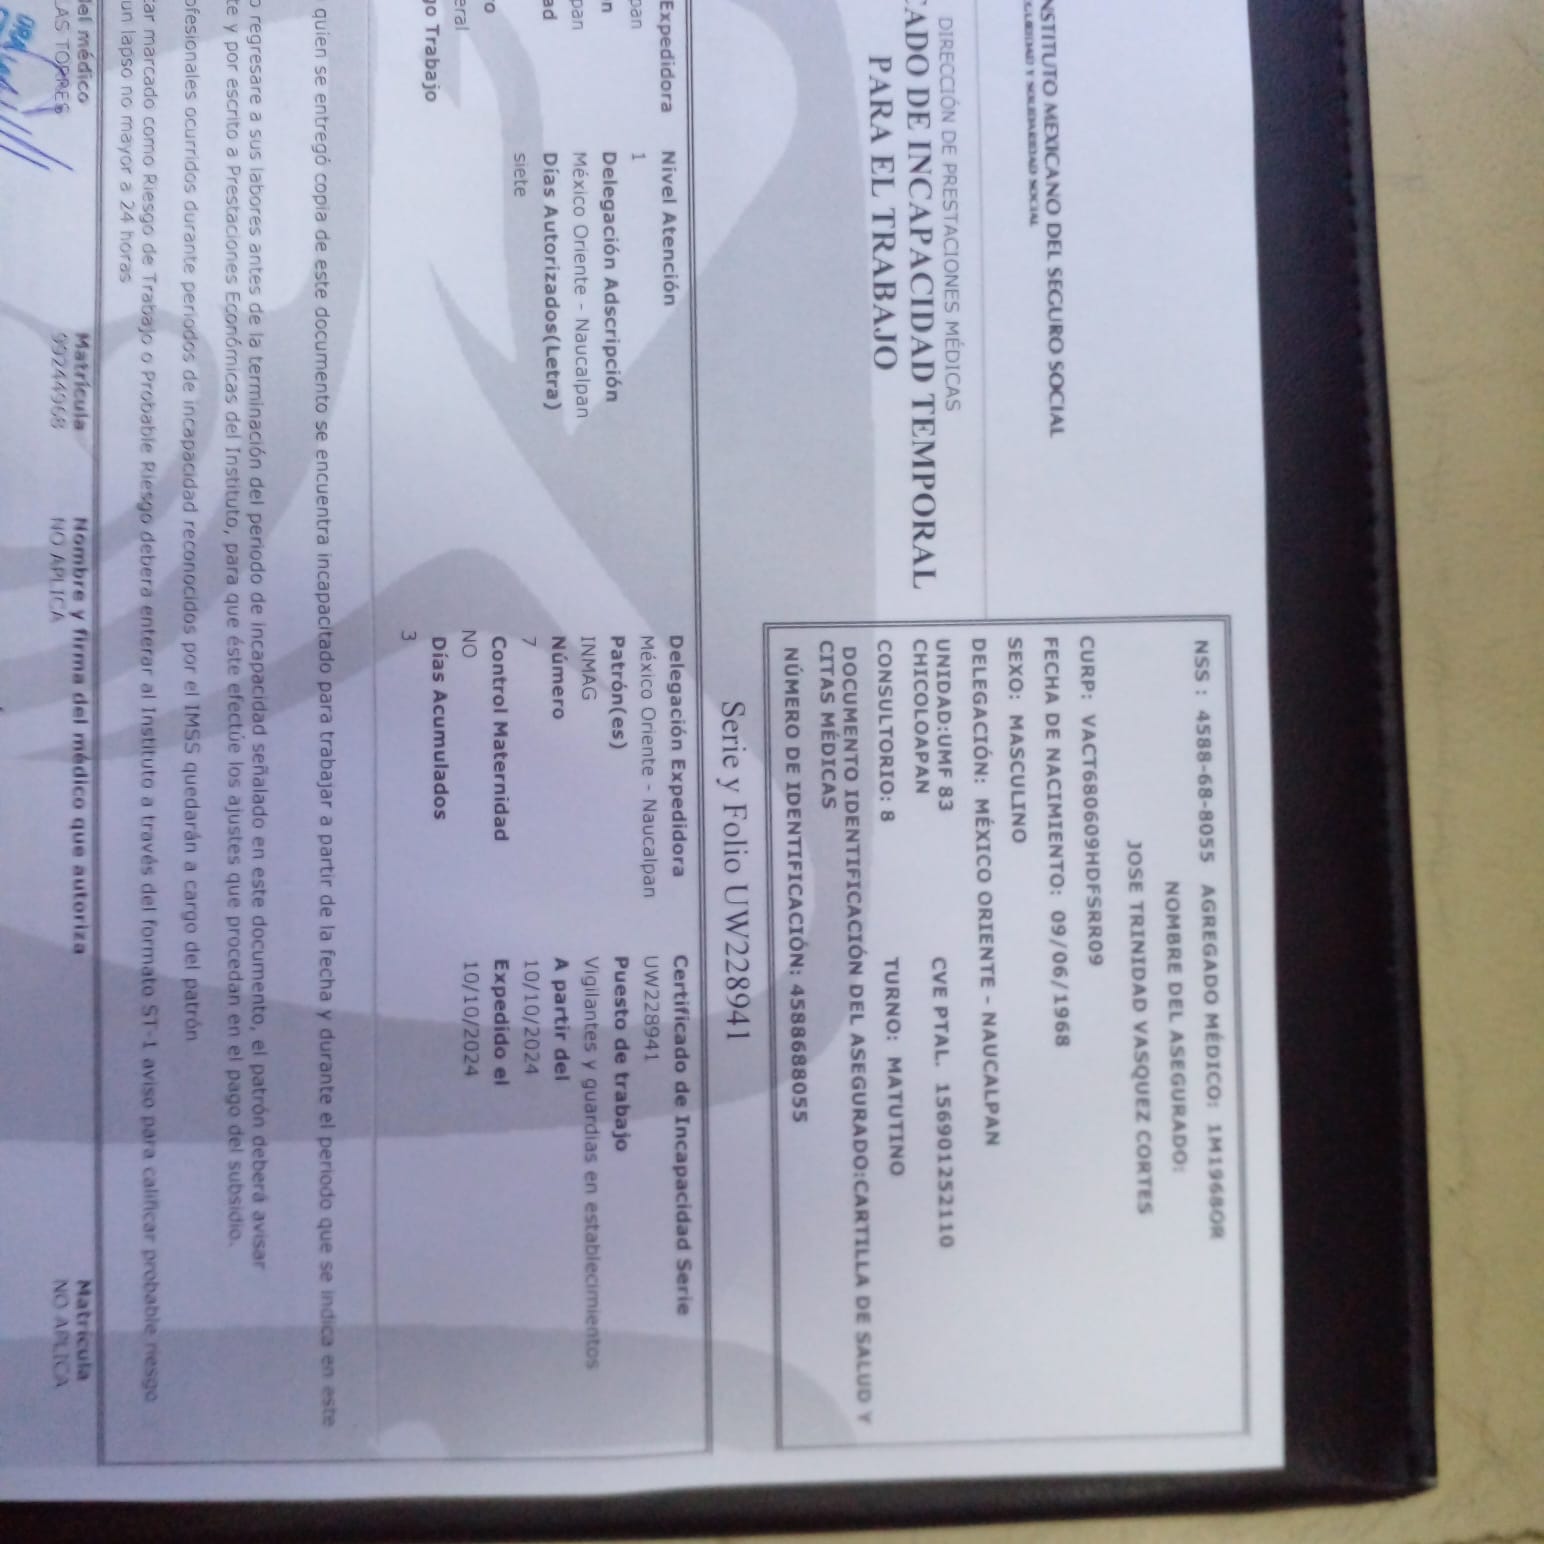 NSTITUTO MEXICANO DEL SEGURO SOCIAL
SEGURIDAD Y SOLIDARIDAD SOCIAL
DIRECCIÓN DE PRESTACIONES MÉDICAS
CADO DE INCAPACIDAD TEMPORAL
PARA EL TRABAJO
NSS : 4588-68-8055 AGREGADO MÉDICO: 1M1968OR
NOMBRE DEL ASEGURADO:
JOSE TRINIDAD VASQUEZ CORTES
CURP: VACT680609HDFSRR09
FECHA DE NACIMIENTO: 09/06/1968
SEXO: MASCULINO
DELEGACIÓN: MÉXICO ORIENTE - NAUCALPAN
UNIDAD:UMF 83 CVE PTAL. 156901252110
CHICOLOAPAN
CONSULTORIO: 8 TURNO: MATUTINO
DOCUMENTO IDENTIFICACIÓN DEL ASEGURADO:CARTILLA DE SALUD Y
CITAS MÉDICAS
NÚMERO DE IDENTIFICACIÓN: 4588688055
Serie y Folio UW228941
Expedidora Nivel Atención Delegación Expedidora Certificado de Incapacidad Serie
pan 1 México Oriente - Naucalpan UW228941
n Delegación Adscripción Patrón(es) Puesto de trabajo
pan México Oriente - Naucalpan INMAG Vigilantes y guardias en establecimientos
ad Días Autorizados(Letra) Número A partir del
siete 7 10/10/2024
ro Control Maternidad Expedido el
eral NO 10/10/2024
go Trabajo Días Acumulados
3
quien se entregó copia de este documento se encuentra incapacitado para trabajar a partir de la fecha y durante el periodo que se indica en este
o regresare a sus labores antes de la terminación del periodo de incapacidad señalado en este documento, el patrón deberá avisar
te y por escrito a Prestaciones Económicas del Instituto, para que éste efectúe los ajustes que procedan en el pago del subsidio.
ofesionales ocurridos durante periodos de incapacidad reconocidos por el IMSS quedarán a cargo del patrón
car marcado como Riesgo de Trabajo o Probable Riesgo debera enterar al Instituto a través del formato ST-1 aviso para calificar probable riesgo
un lapso no mayor a 24 horas
del médico Matrícula Nombre y firma del médico que autoriza Matrícula
LAS TORRES 99244968 NO APLICA NO APLICA